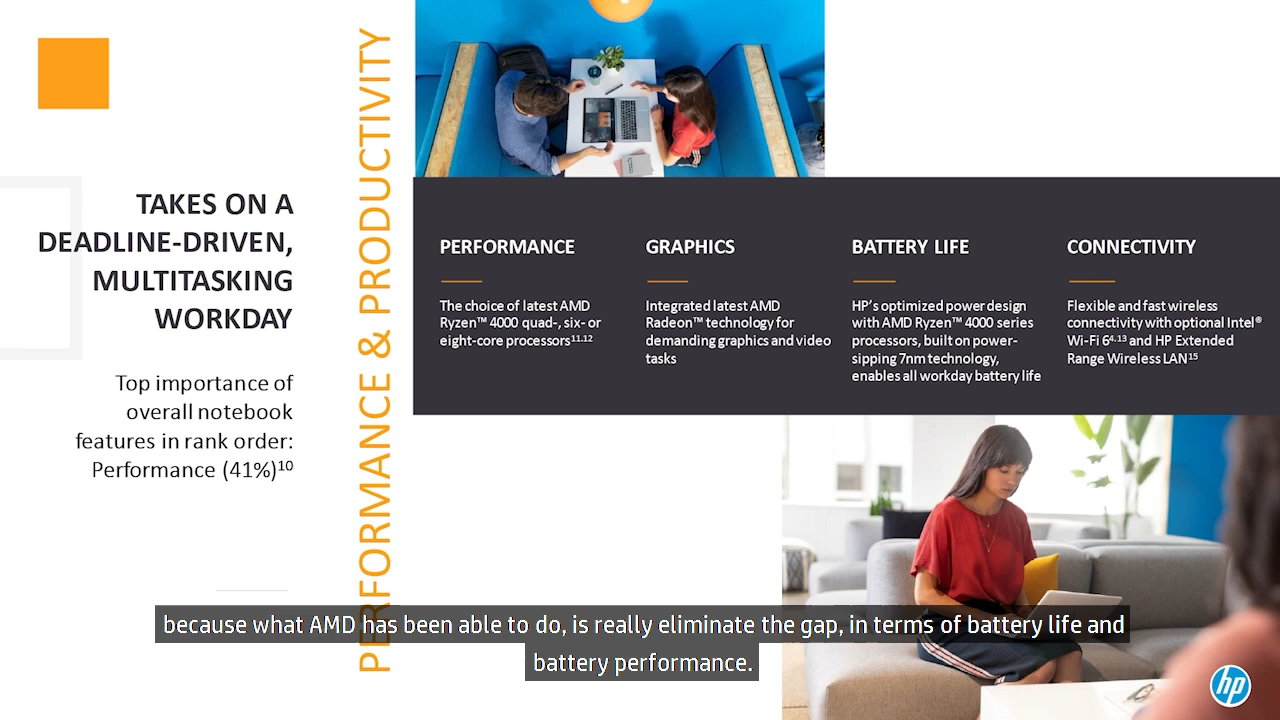 TAKES ON A
DEADLINE-DRIVEN,
MULTITASKING
WORKDAY
Top importance of
overall notebook
features in rank order:
Performance (41%)¹⁰
PERFORMANCE & PRODUCTIVITY
PERFORMANCE
The choice of latest AMD
Ryzen™ 4000 quad-, six- or
eight-core processors¹¹·¹²
GRAPHICS
Integrated latest AMD
Radeon™ technology for
demanding graphics and video
tasks
BATTERY LIFE
HP’s optimized power design
with AMD Ryzen™ 4000 series
processors, built on power-
sipping 7nm technology,
enables all workday battery life
CONNECTIVITY
Flexible and fast wireless
connectivity with optional Intel®
Wi-Fi 6⁴·¹³ and HP Extended
Range Wireless LAN¹⁵
because what AMD has been able to do, is really eliminate the gap, in terms of battery life and
battery performance.
hp